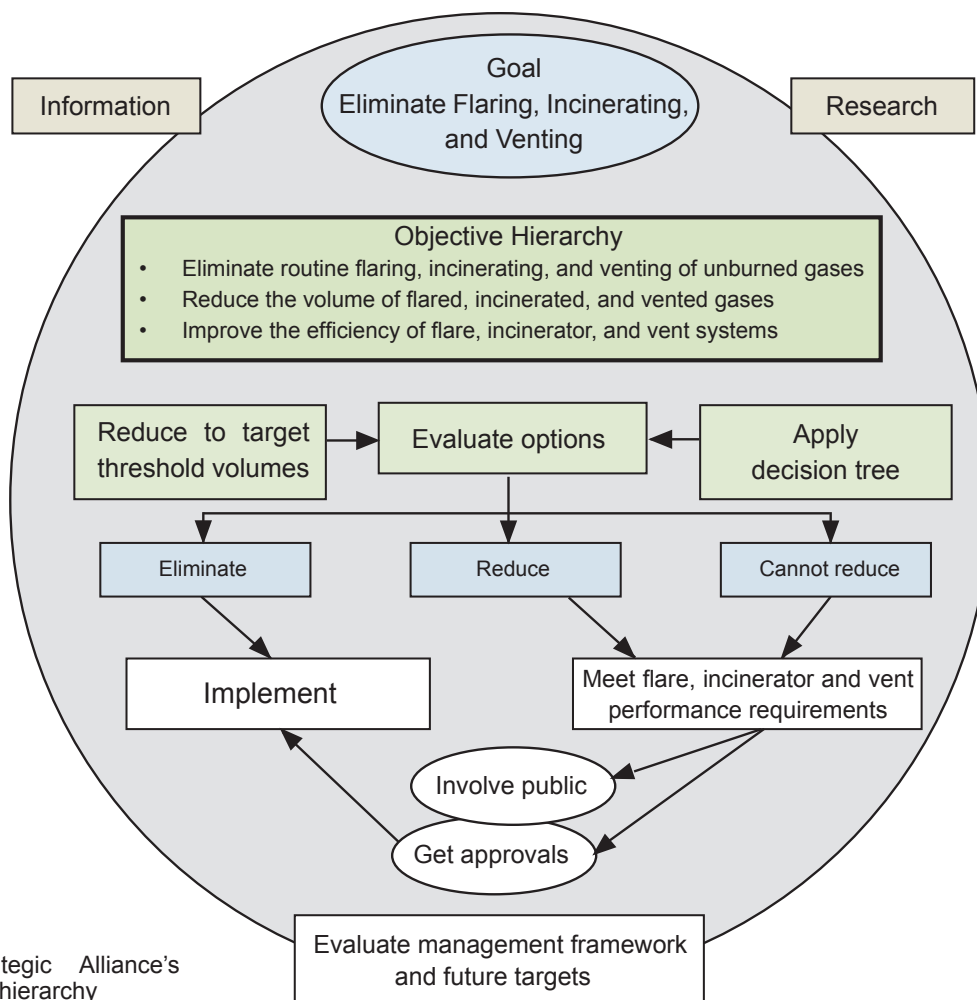 Goal
Eliminate Flaring, Incinerating,
and Venting
Information
Research
Objective Hierarchy
• Eliminate routine flaring, incinerating, and venting of unburned gases
• Reduce the volume of flared, incinerated, and vented gases
• Improve the efficiency of flare, incinerator, and vent systems
Reduce to target
threshold volumes
Evaluate options
Apply
decision tree
Eliminate
Reduce
Cannot reduce
Implement
Meet flare, incinerator and vent
performance requirements
Involve public
Get approvals
Evaluate management framework
and future targets
tegic Alliance's
hierarchy